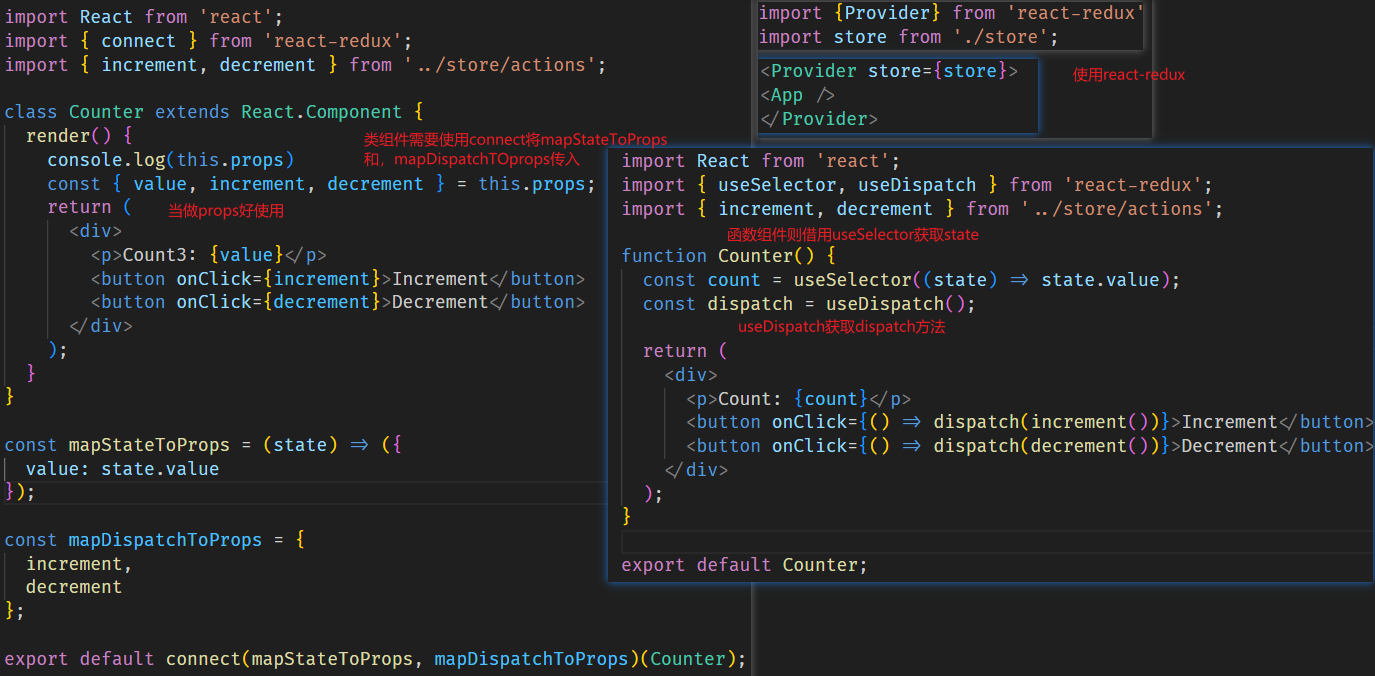 import React from 'react';
import { connect } from 'react-redux';
import { increment, decrement } from '../store/actions';
class Counter extends React.Component {
render() {
类组件需要使用connect将mapStateToProps
和，mapDispatchTOprops传入
console.log(this.props)
const { value, increment, decrement } = this.props;
return (
当做props好使用
<div>
<p>Count3: {value}</p>
<button onClick={increment}>Increment</button>
<button onClick={decrement}>Decrement</button>
</div>
);
}
}
const mapStateToProps = (state) => ({
value: state.value
});
const mapDispatchToProps = {
increment,
decrement
};
export default connect(mapStateToProps, mapDispatchToProps)(Counter);
import {Provider} from 'react-redux'
import store from './store';
<Provider store={store}>
<App />
</Provider>
使用react-redux
import React from 'react';
import { useSelector, useDispatch } from 'react-redux';
import { increment, decrement } from '../store/actions';
函数组件则借用useSelector获取state
function Counter() {
const count = useSelector((state) => state.value);
const dispatch = useDispatch();
useDispatch获取dispatch方法
return (
<div>
<p>Count: {count}</p>
<button onClick={() => dispatch(increment())}>Increment</button>
<button onClick={() => dispatch(decrement())}>Decrement</button>
</div>
);
}
export default Counter;